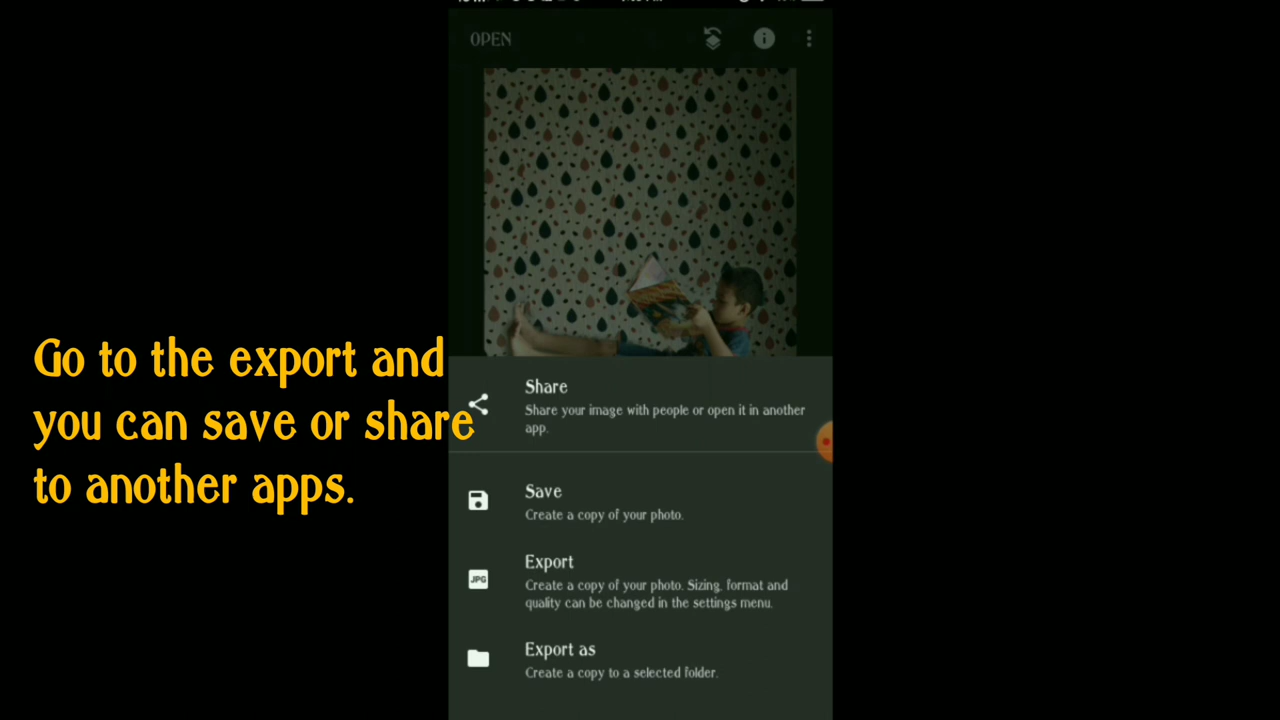 OPEN
Go to the export and
you can save or share
to another apps.
Share
Share your image with people or open it in another
app.
Save
Create a copy of your photo.
JPG
Export
Create a copy of your photo. Sizing, format and
quality can be changed in the settings menu.
Export as
Create a copy to a selected folder.